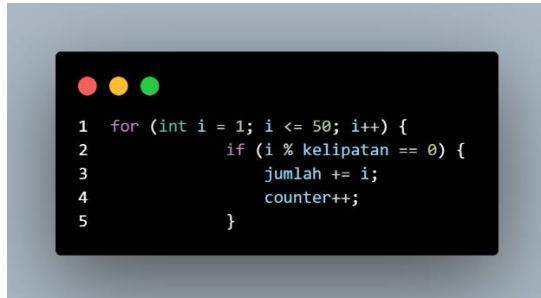 1 for (int i = 1; i <= 50; i++) {
2 if (i % kelipatan == 0) {
3 jumlah += i;
4 counter++;
5 }